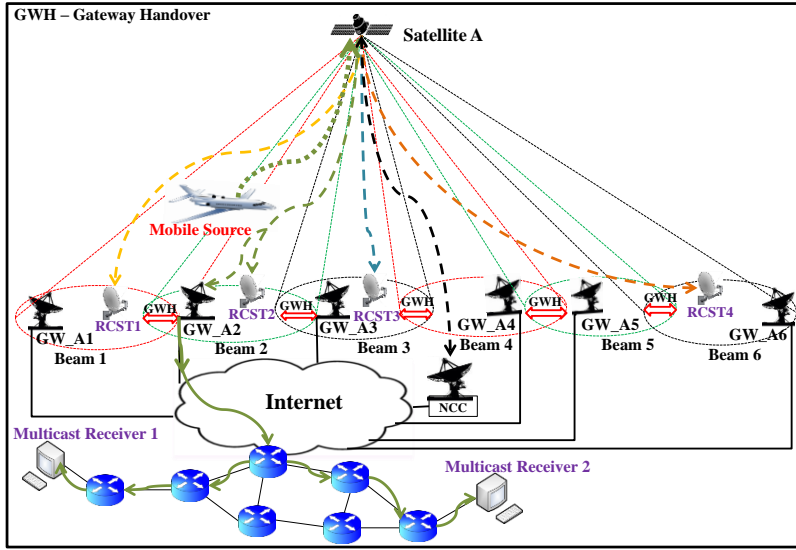 GWH – Gateway Handover
Satellite A
Mobile Source
RCST1
GWH
RCST2
GWH
RCST3
GWH
GWH
GWH
RCST4
GW_A1
GW_A2
GW_A3
GW_A4
GW_A5
GW_A6
Beam 1
Beam 2
Beam 3
Beam 4
Beam 5
Beam 6
Internet
NCC
Multicast Receiver 1
Multicast Receiver 2